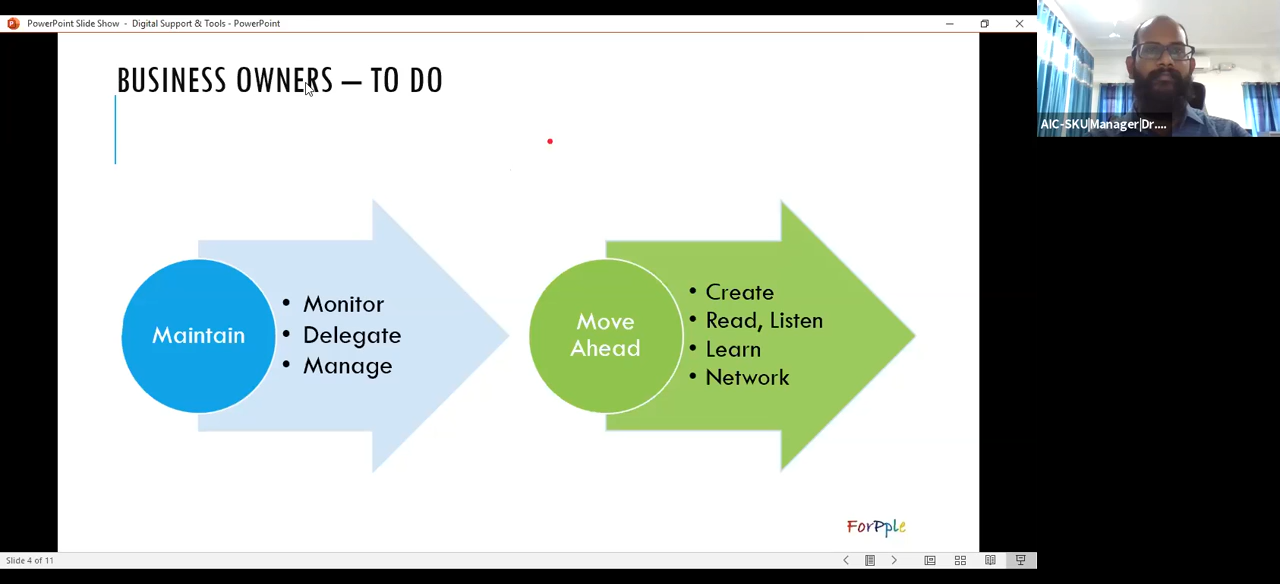 PowerPoint Slide Show - Digital Support & Tools - PowerPoint
BUSINESS OWNERS – TO DO
Maintain
• Monitor
• Delegate
• Manage
Move
Ahead
• Create
• Read, Listen
• Learn
• Network
ForPple
Slide 4 of 11
AIC-SKU|Manager|Dr....